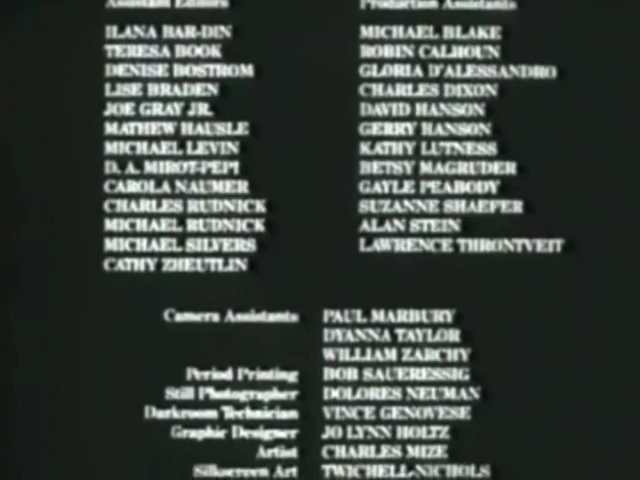 Assistant Editors
ILANA BAR-DIN
TERESA BOOK
DENISE BOSTROM
LISE BRADEN
JOE GRAY JR.
MATHEW HAUSLE
MICHAEL LEVIN
D. A. MIROT-PEPI
CAROLA NAUMER
CHARLES RUDNICK
MICHAEL RUDNICK
MICHAEL SILVERS
CATHY ZHEUTLIN
Production Assistants
MICHAEL BLAKE
ROBIN CALHOUN
GLORIA D'ALESSANDRO
CHARLES DIXON
DAVID HANSON
GERRY HANSON
KATHY LUTNESS
BETSY MAGRUDER
GAYLE PEABODY
SUZANNE SHAEFER
ALAN STEIN
LAWRENCE THRONTVEIT
Camera Assistants PAUL MARBURY
DYANNA TAYLOR
WILLIAM ZARCHY
Period Printing BOB SAUERESSIG
Still Photographer DOLORES NEUMAN
Darkroom Technician VINCE GENOVESE
Graphic Designer JO LYNN HOLTZ
Artist CHARLES MIZE
Silkscreen Art TWICHELL-NICHOLS